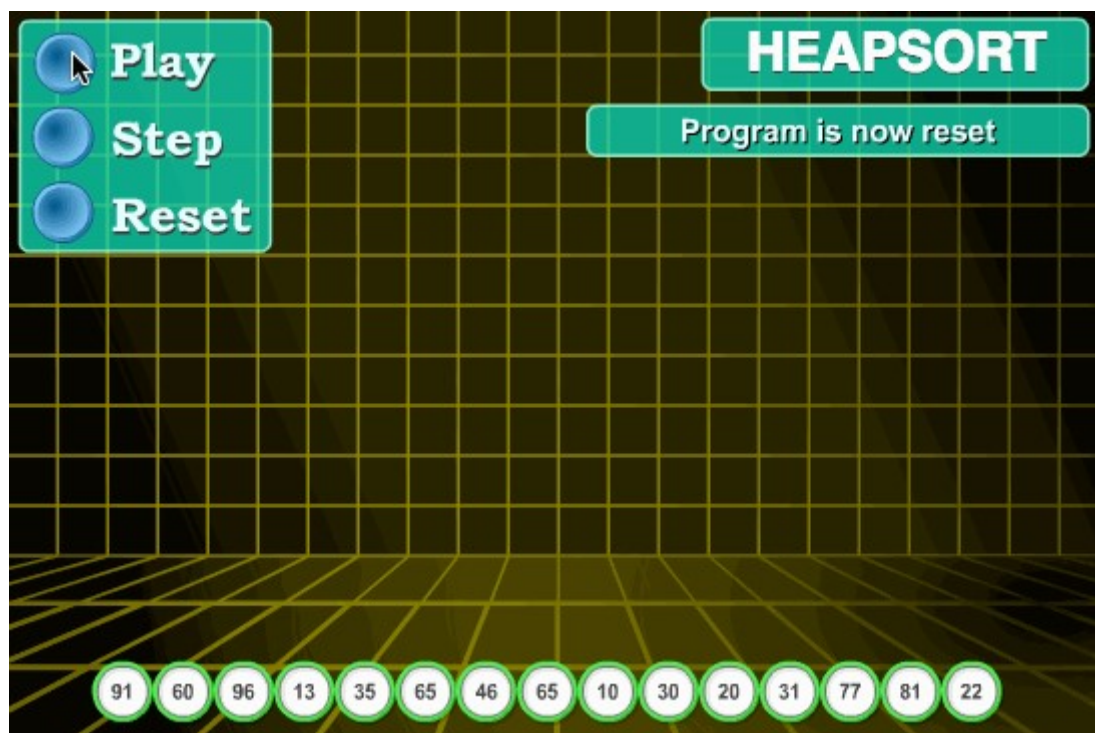 Play
Step
Reset
HEAPSORT
Program is now reset
91 60 96 13 35 65 46 65 10 30 20 31 77 81 22